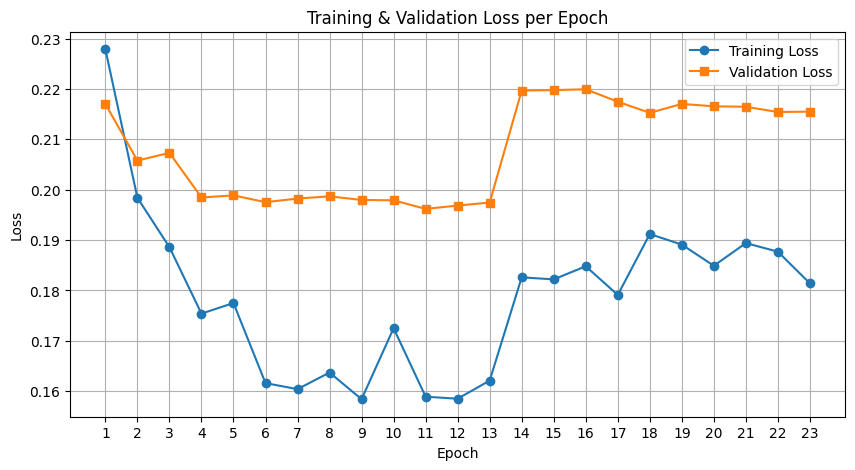 Training & Validation Loss per Epoch
0.23
0.22
0.21
0.20
0.19
0.18
0.17
0.16
Loss
Training Loss
Validation Loss
1 2 3 4 5 6 7 8 9 10 11 12 13 14 15 16 17 18 19 20 21 22 23
Epoch